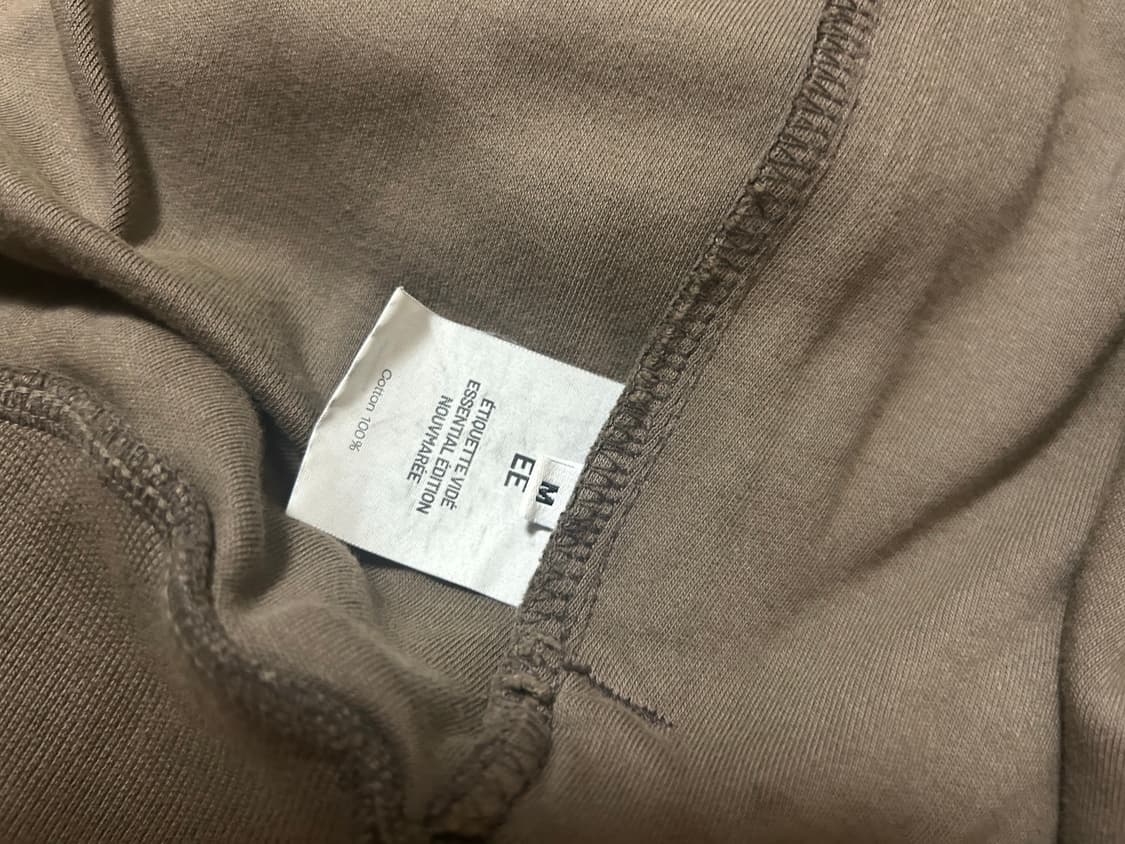 M
EE
ÉTIQUETTE VIDÉ
ESSENTIAL ÉDITION
NOUVMARÉE
Cotton 100%